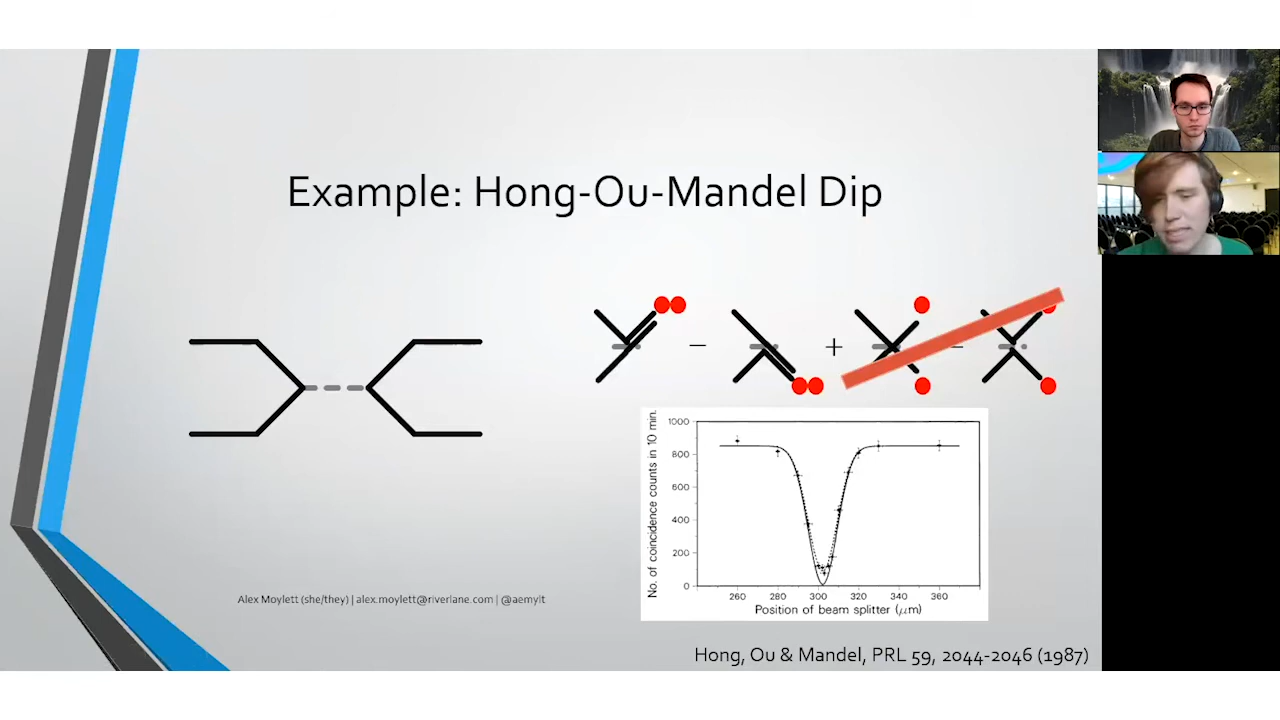 Example: Hong-Ou-Mandel Dip
− + −
No. of coincidence counts in 10 min.
1000
800
600
400
200
0
260 280 300 320 340 360
Position of beam splitter (μm)
Alex Moylett (she/they) | alex.moylett@riverlane.com | @aemylt
Hong, Ou & Mandel, PRL 59, 2044-2046 (1987)